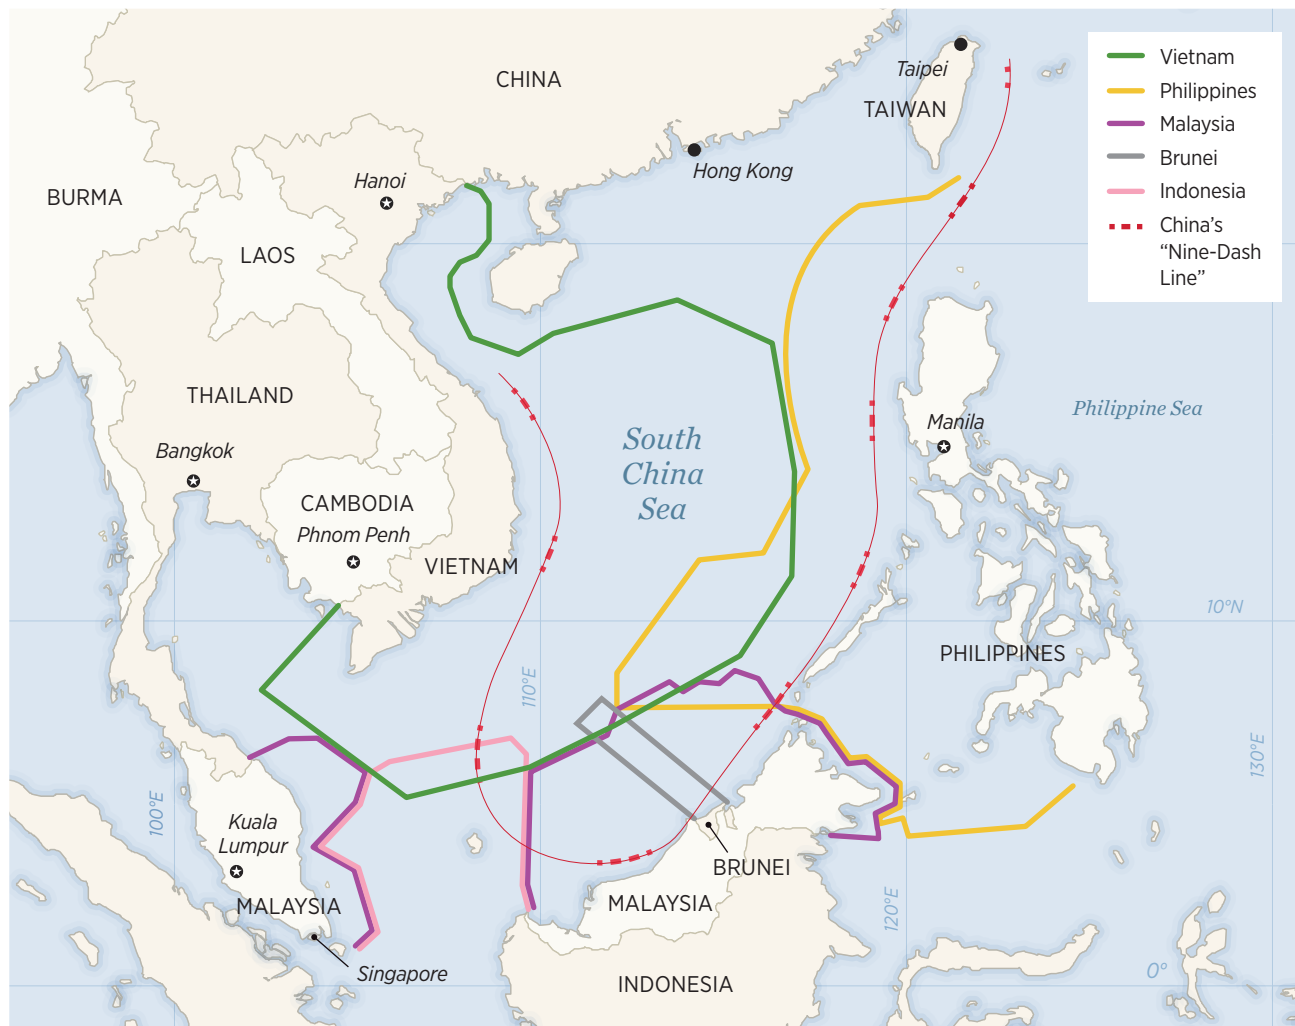 Vietnam
Philippines
Malaysia
Brunei
Indonesia
China's
"Nine-Dash
Line"
CHINA
Taipei
TAIWAN
Hong Kong
Hanoi
BURMA
LAOS
THAILAND
Bangkok
South
China
Sea
Philippine Sea
Manila
CAMBODIA
Phnom Penh
VIETNAM
10°N
PHILIPPINES
110°E
130°E
100°E
Kuala
Lumpur
MALAYSIA
BRUNEI
MALAYSIA
120°E
Singapore
INDONESIA
0°